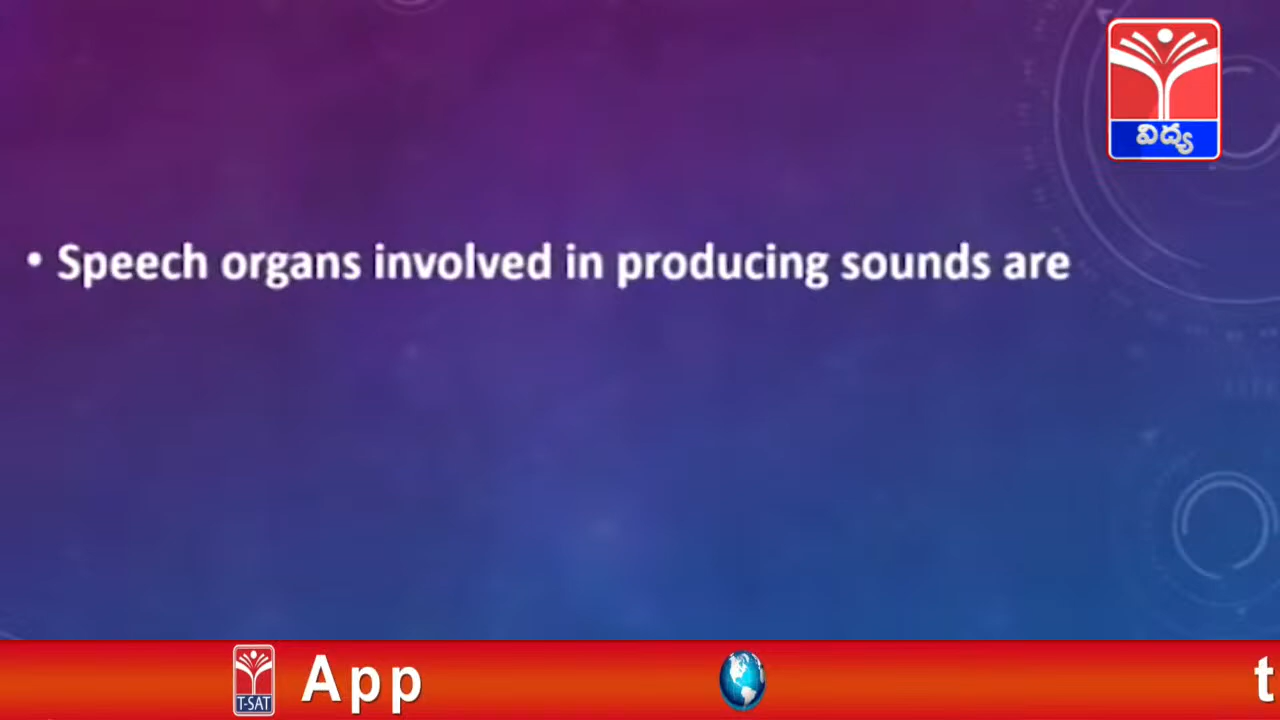 విద్య
• Speech organs involved in producing sounds are
T-SAT App t